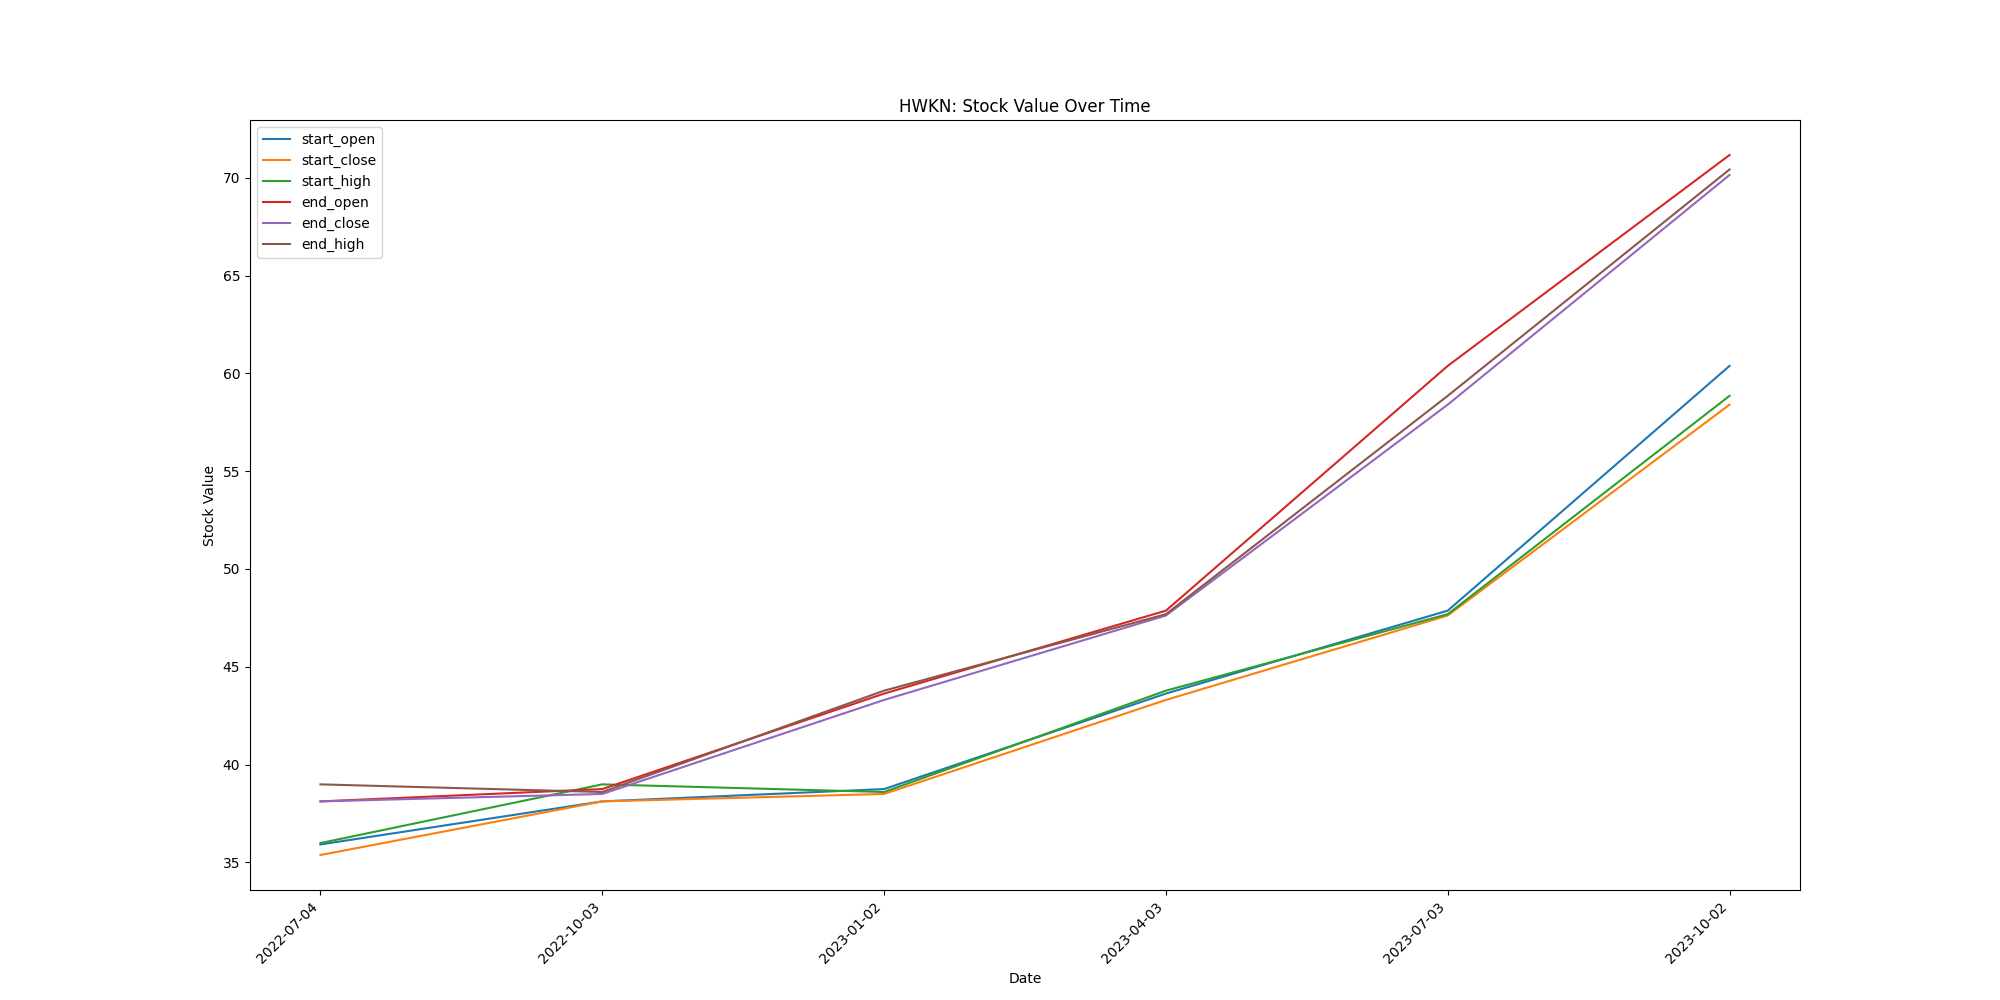 HWKN: Stock Value Over Time
start_open
start_close
start_high
end_open
end_close
end_high
Stock Value
70
65
60
55
50
45
40
35
2022-07-04
2022-10-03
2023-01-02
2023-04-03
2023-07-03
2023-10-02
Date